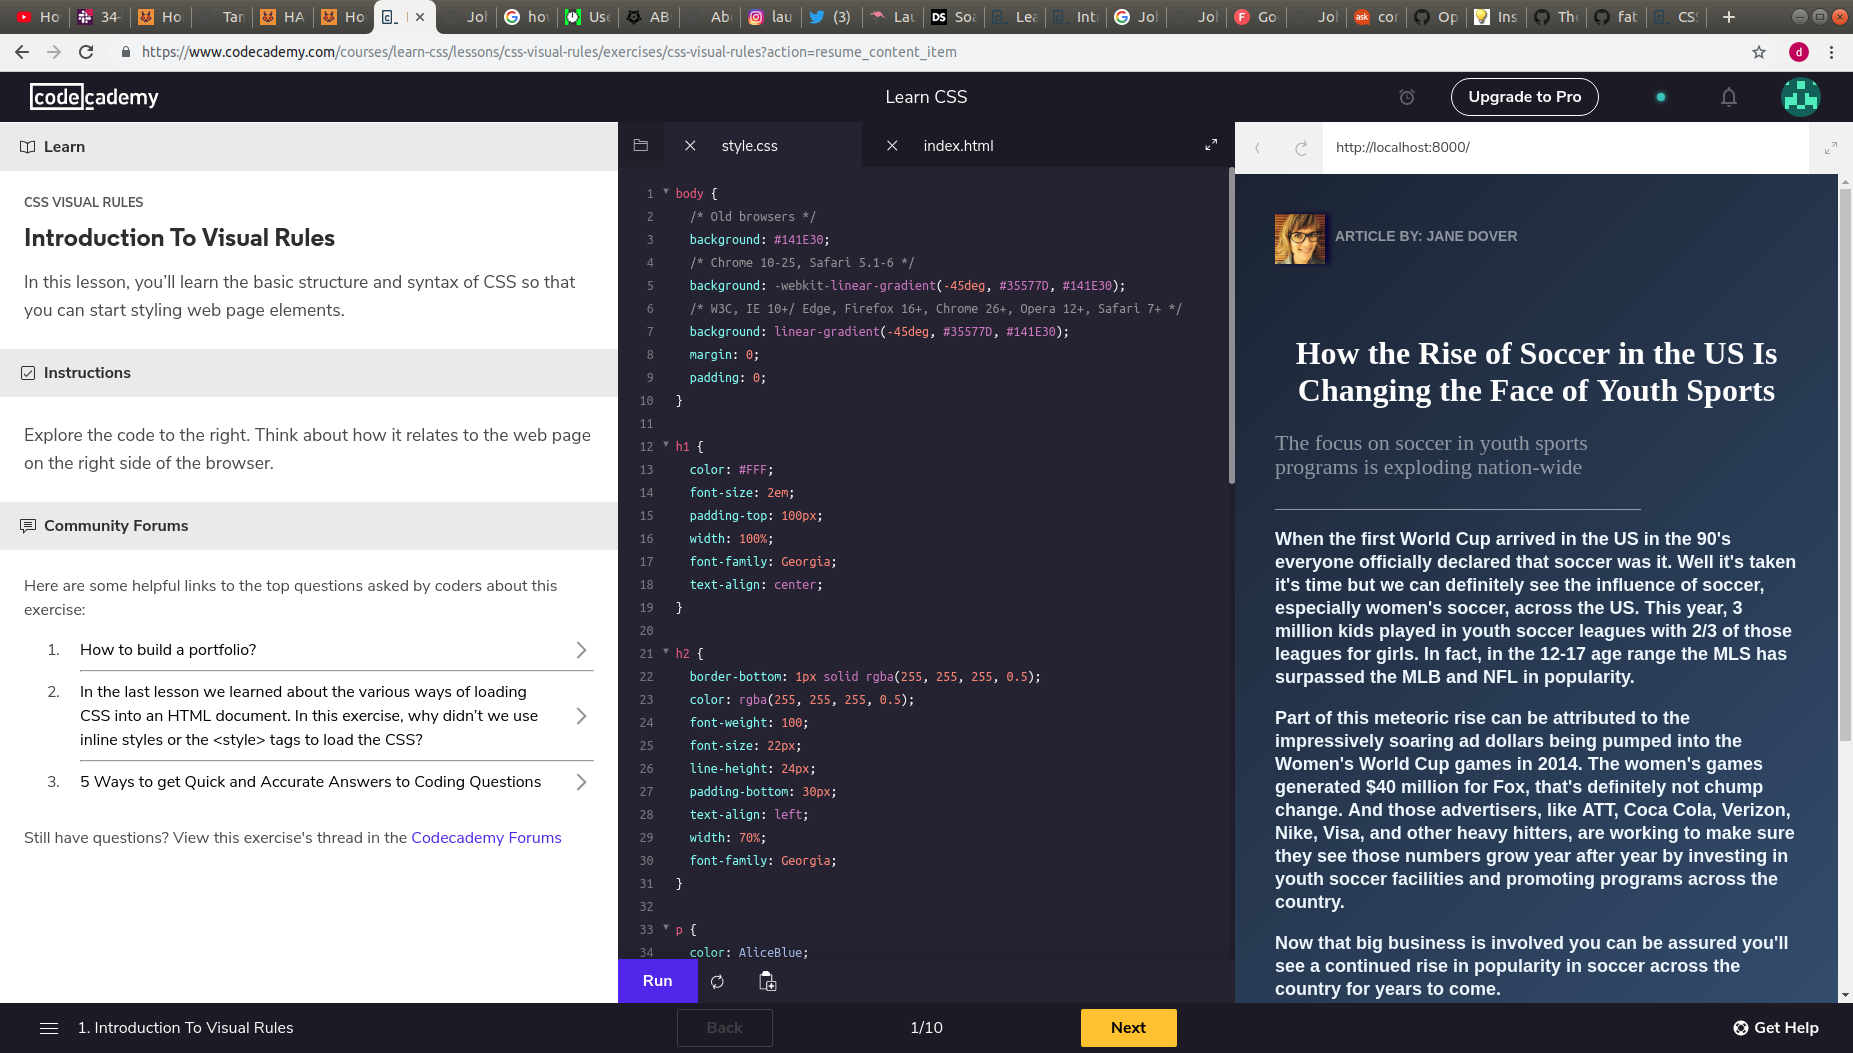 Ho
34-
Ho
Tar
HA
Ho
Joh
how
Use
AB
Abo
lau
(3)
Lau
Soa
Lea
Intr
Joh
Joh
Goo
Joh
cor
Op
Ins
The
fat
CSS
https://www.codecademy.com/courses/learn-css/lessons/css-visual-rules/exercises/css-visual-rules?action=resume_content_item
d
codecademy
Learn CSS
Upgrade to Pro
Learn
CSS VISUAL RULES
Introduction To Visual Rules
In this lesson, you’ll learn the basic structure and syntax of CSS so that
you can start styling web page elements.
Instructions
Explore the code to the right. Think about how it relates to the web page
on the right side of the browser.
Community Forums
Here are some helpful links to the top questions asked by coders about this
exercise:
1. How to build a portfolio?
2. In the last lesson we learned about the various ways of loading
CSS into an HTML document. In this exercise, why didn’t we use
inline styles or the <style> tags to load the CSS?
3. 5 Ways to get Quick and Accurate Answers to Coding Questions
Still have questions? View this exercise's thread in the Codecademy Forums
style.css
index.html
1 body {
2 /* Old browsers */
3 background: #141E30;
4 /* Chrome 10-25, Safari 5.1-6 */
5 background: -webkit-linear-gradient(-45deg, #35577D, #141E30);
6 /* W3C, IE 10+/ Edge, Firefox 16+, Chrome 26+, Opera 12+, Safari 7+ */
7 background: linear-gradient(-45deg, #35577D, #141E30);
8 margin: 0;
9 padding: 0;
10 }
11
12 h1 {
13 color: #FFF;
14 font-size: 2em;
15 padding-top: 100px;
16 width: 100%;
17 font-family: Georgia;
18 text-align: center;
19 }
20
21 h2 {
22 border-bottom: 1px solid rgba(255, 255, 255, 0.5);
23 color: rgba(255, 255, 255, 0.5);
24 font-weight: 100;
25 font-size: 22px;
26 line-height: 24px;
27 padding-bottom: 30px;
28 text-align: left;
29 width: 70%;
30 font-family: Georgia;
31 }
32
33 p {
34 color: AliceBlue;
Run
http://localhost:8000/
ARTICLE BY: JANE DOVER
How the Rise of Soccer in the US Is
Changing the Face of Youth Sports
The focus on soccer in youth sports
programs is exploding nation-wide
When the first World Cup arrived in the US in the 90's
everyone officially declared that soccer was it. Well it's taken
it's time but we can definitely see the influence of soccer,
especially women's soccer, across the US. This year, 3
million kids played in youth soccer leagues with 2/3 of those
leagues for girls. In fact, in the 12-17 age range the MLS has
surpassed the MLB and NFL in popularity.
Part of this meteoric rise can be attributed to the
impressively soaring ad dollars being pumped into the
Women's World Cup games in 2014. The women's games
generated $40 million for Fox, that's definitely not chump
change. And those advertisers, like ATT, Coca Cola, Verizon,
Nike, Visa, and other heavy hitters, are working to make sure
they see those numbers grow year after year by investing in
youth soccer facilities and promoting programs across the
country.
Now that big business is involved you can be assured you'll
see a continued rise in popularity in soccer across the
country for years to come.
1. Introduction To Visual Rules
Back
1/10
Next
Get Help